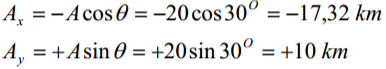 A_x = −A cos θ = −20 cos 30^o = −17,32 km
A_y = +A sin θ = +20 sin 30^o = +10 km